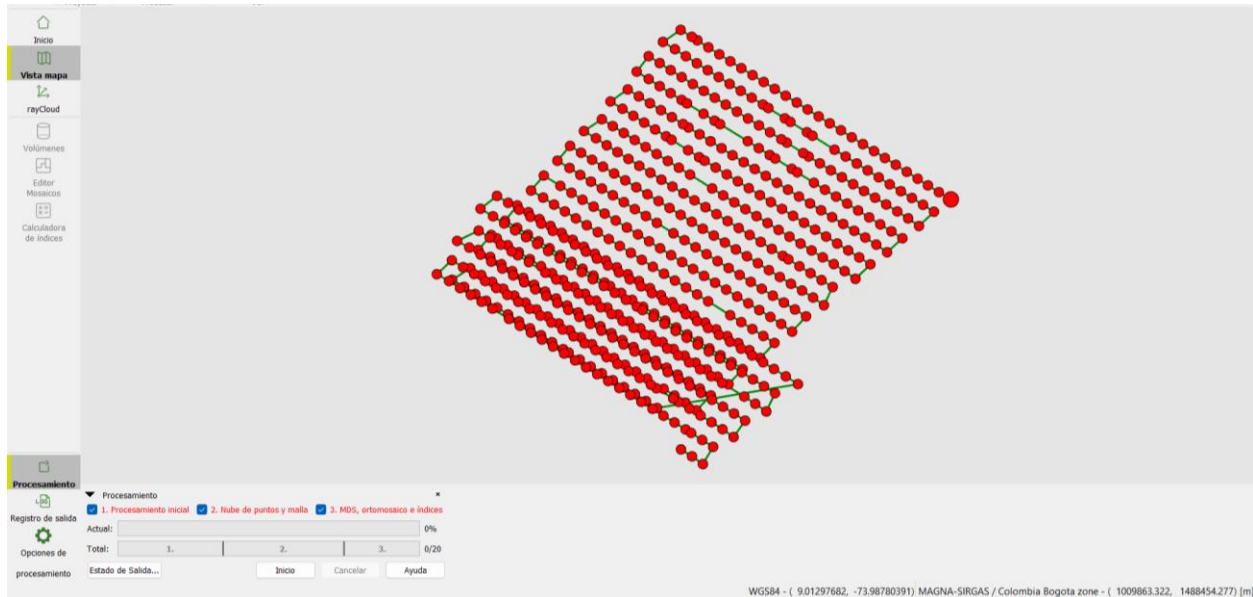 Inicio
Vista mapa
rayCloud
Volúmenes
Editor
Mosaicos
Calculadora
de índices
Procesamiento
Registro de salida
Opciones de
procesamiento
Procesamiento
1. Procesamiento inicial 2. Nube de puntos y malla 3. MDS, ortomosaico e índices
Actual: 0%
Total: 1. 2. 3. 0/20
Estado de Salida... Inicio Cancelar Ayuda
WGS84 - ( 9.01297682, -73.98780391) MAGNA-SIRGAS / Colombia Bogota zone - ( 1009863.322, 1488454.277) [m]